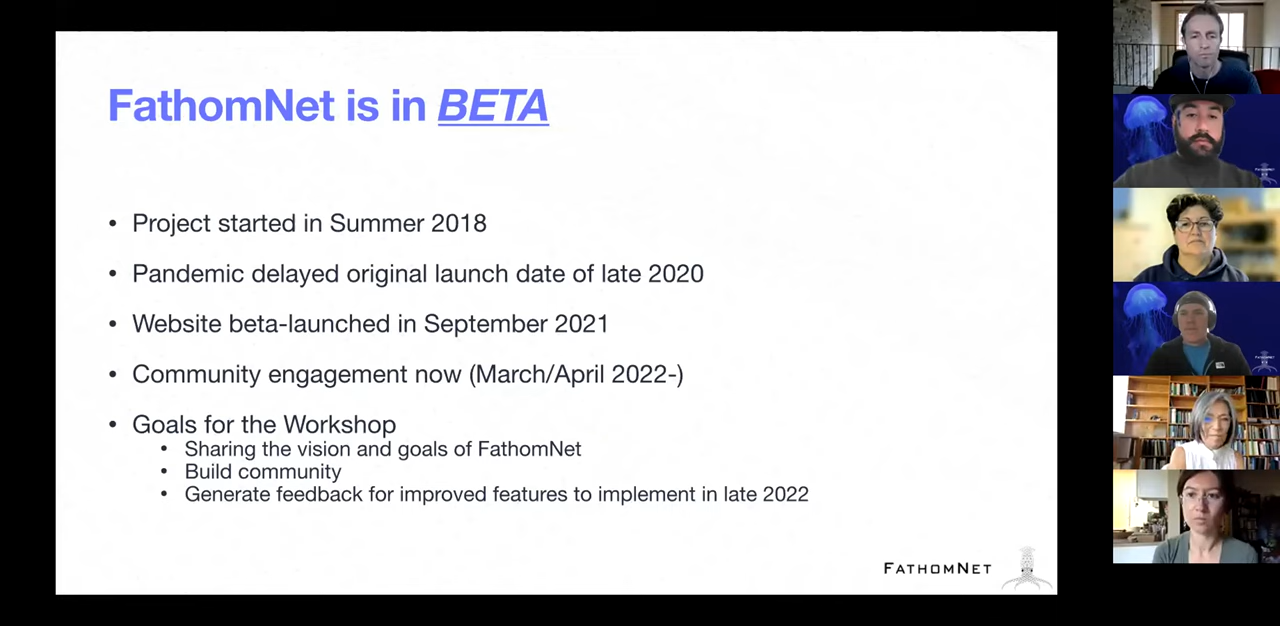 FathomNet is in BETA
• Project started in Summer 2018
• Pandemic delayed original launch date of late 2020
• Website beta-launched in September 2021
• Community engagement now (March/April 2022-)
• Goals for the Workshop
• Sharing the vision and goals of FathomNet
• Build community
• Generate feedback for improved features to implement in late 2022
FATHOMNET
FATHOMNET
FATHOMNET